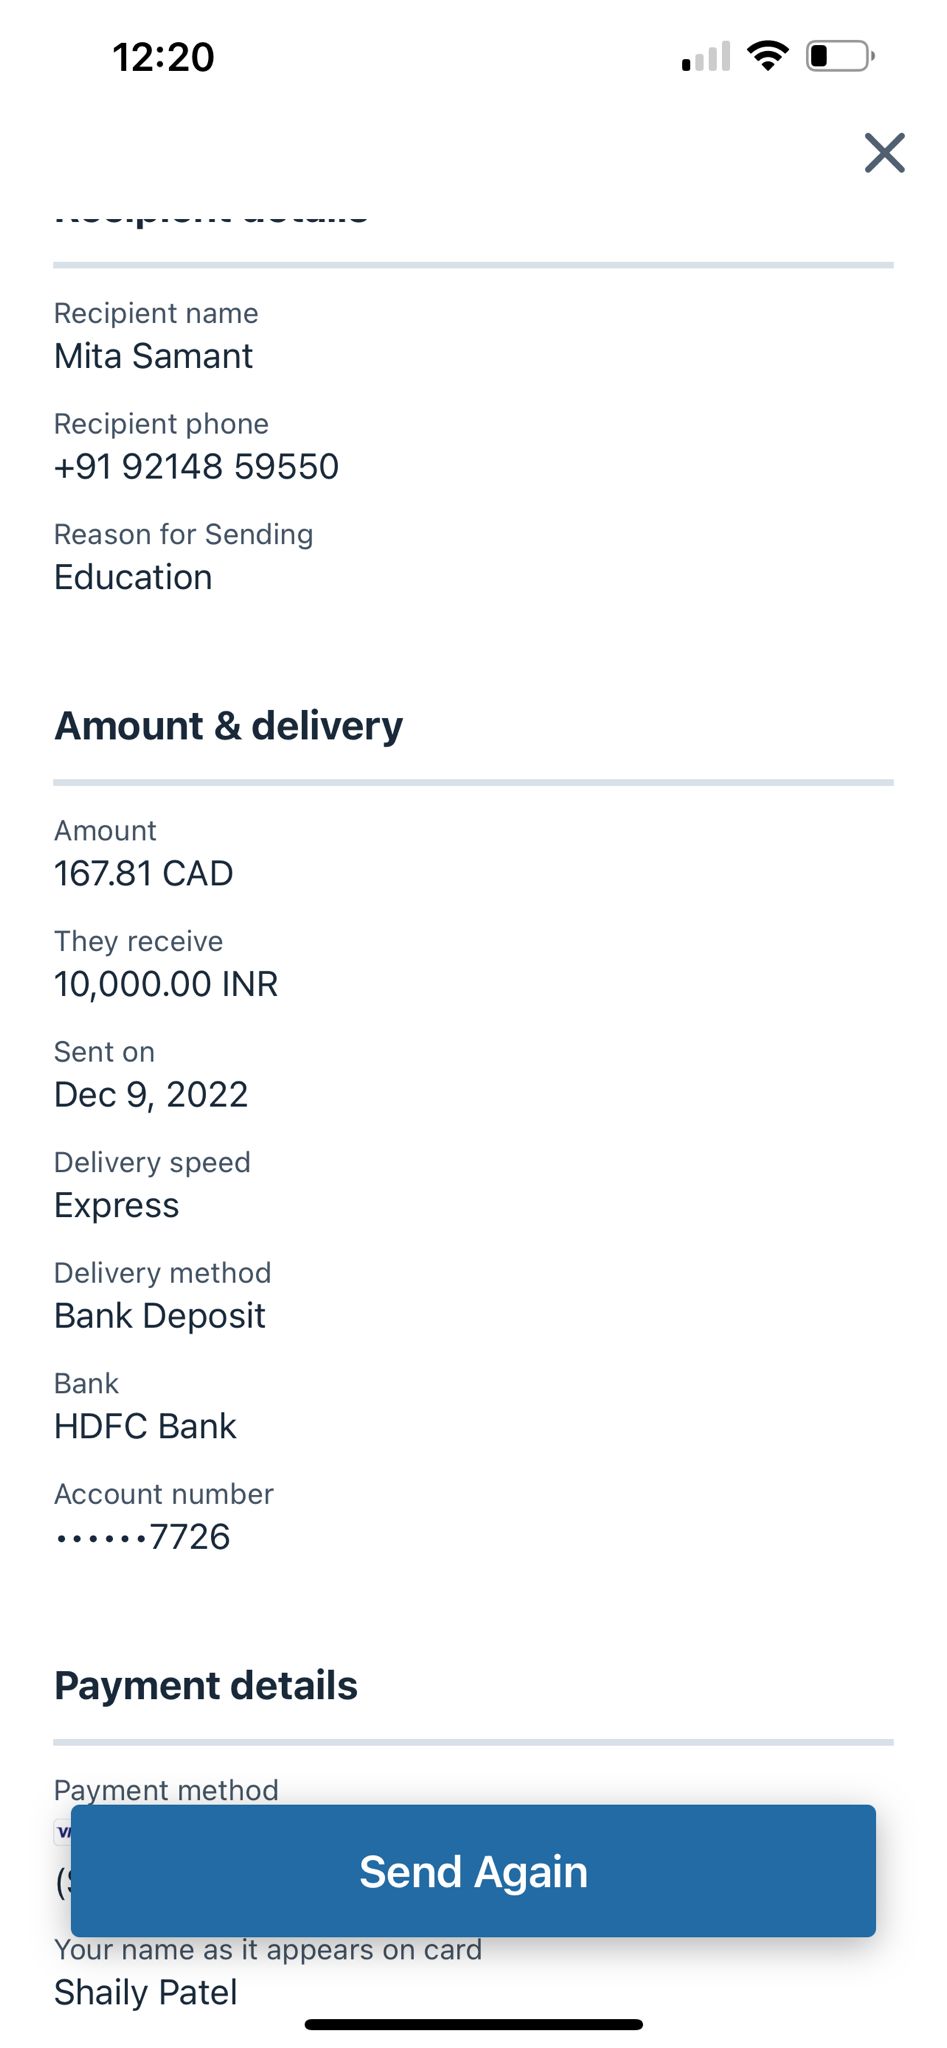 12:20
Recipient details
Recipient name
Mita Samant
Recipient phone
+91 92148 59550
Reason for Sending
Education
Amount & delivery
Amount
167.81 CAD
They receive
10,000.00 INR
Sent on
Dec 9, 2022
Delivery speed
Express
Delivery method
Bank Deposit
Bank
HDFC Bank
Account number
••••••7726
Payment details
Payment method
Send Again
Your name as it appears on card
Shaily Patel